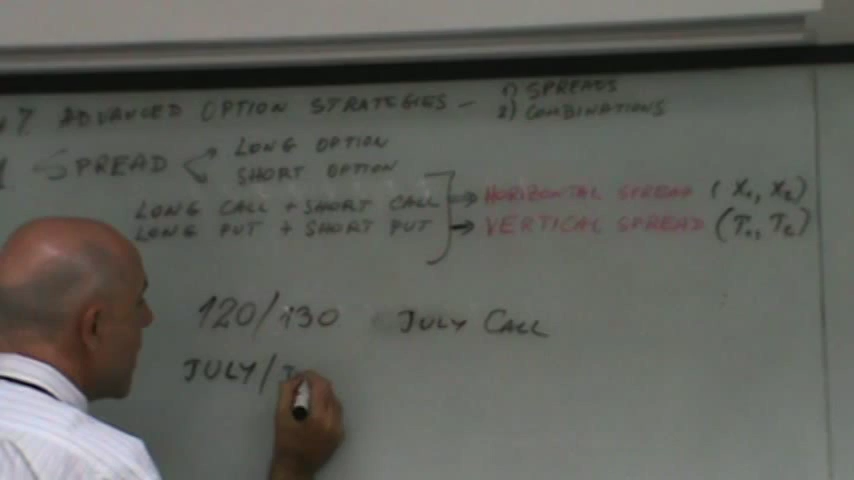 7 ADVANCED OPTION STRATEGIES - 1) SPREADS
2) COMBINATIONS
SPREAD LONG OPTION
SHORT OPTION
LONG CALL + SHORT CALL → HORIZONTAL SPREAD (X1, X2)
LONG PUT + SHORT PUT → VERTICAL SPREAD (T1, T2)
120/130 JULY CALL
JULY/